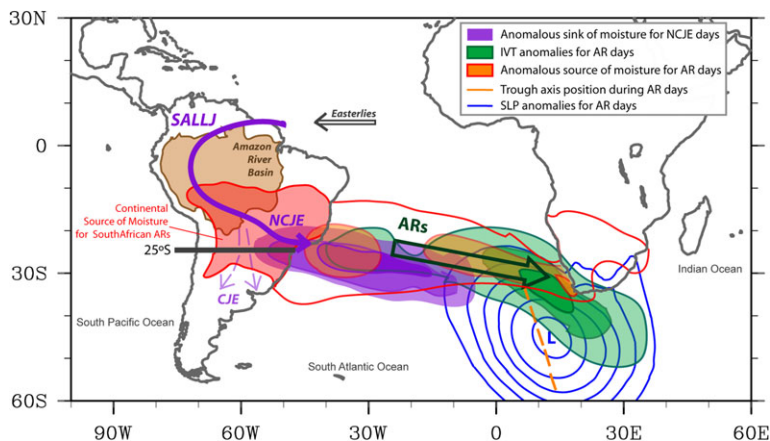 30N
0
30S
60S
90W
60W
30W
0
30E
60E
Anomalous sink of moisture for NCJE days
IVT anomalies for AR days
Anomalous source of moisture for AR days
Trough axis position during AR days
SLP anomalies for AR days
Easterlies
SALLJ
Amazon
River
Basin
Continental
Source of Moisture
for SouthAfrican ARs
NCJE
ARs
25ºS
CJE
L
Indian Ocean
South Pacific Ocean
South Atlantic Ocean